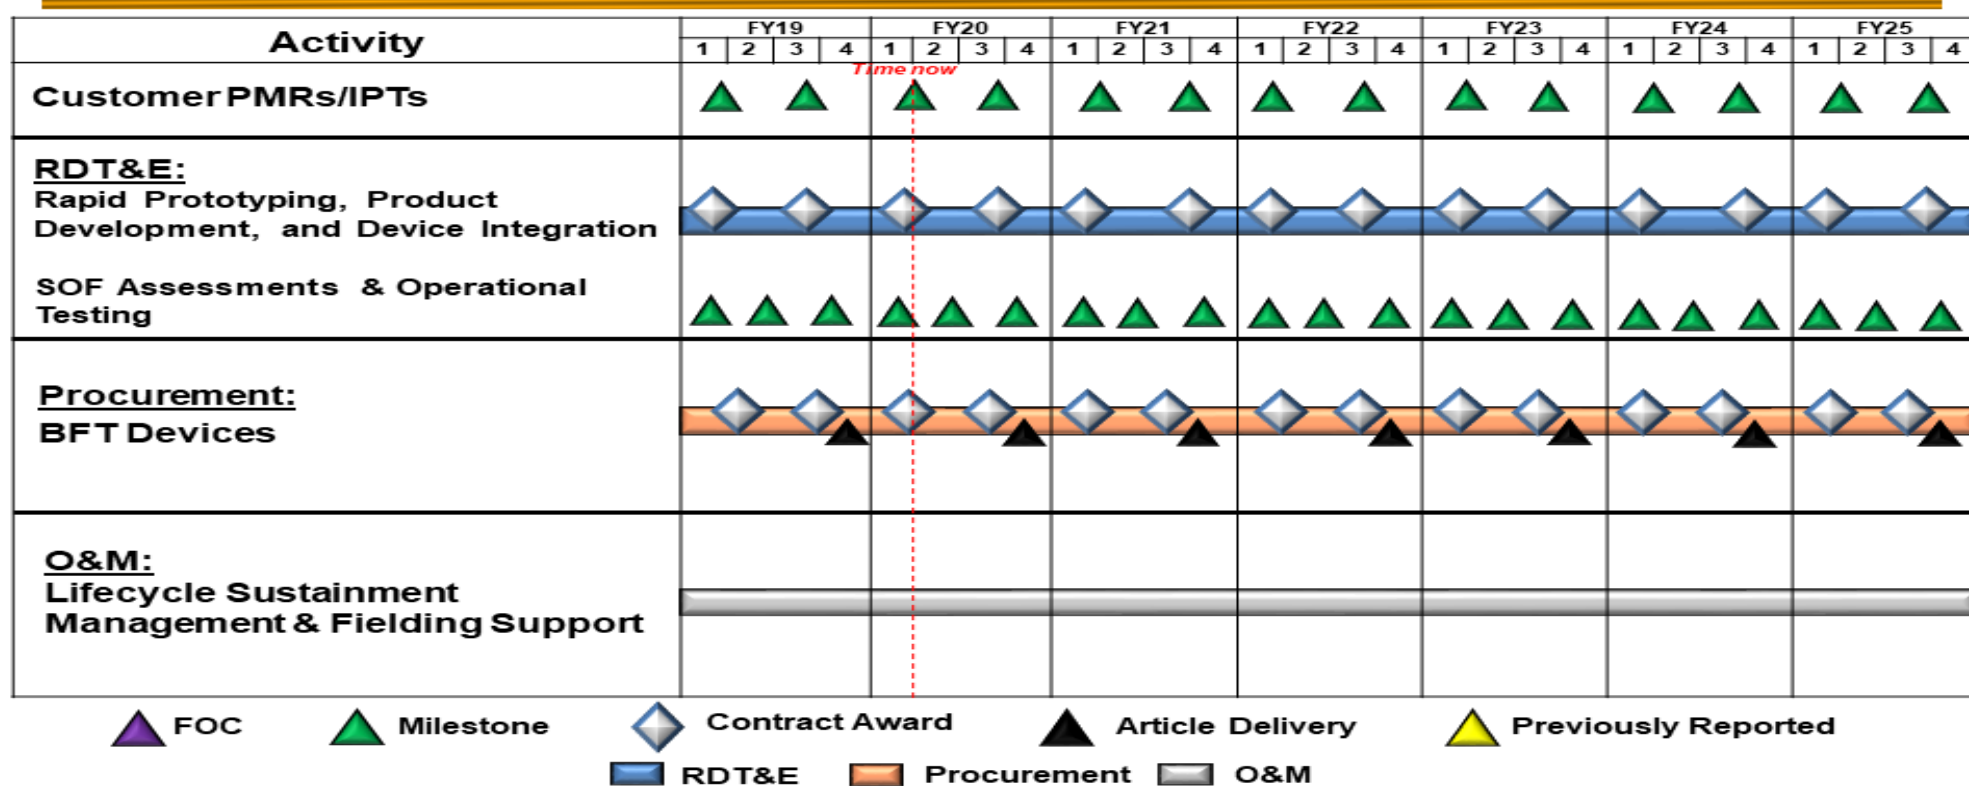 Activity
FY19 FY20 FY21 FY22 FY23 FY24 FY25
1 2 3 4 1 2 3 4 1 2 3 4 1 2 3 4 1 2 3 4 1 2 3 4 1 2 3 4
Time now
Customer PMRs/IPTs
RDT&E:
Rapid Prototyping, Product
Development, and Device Integration
SOF Assessments & Operational
Testing
Procurement:
BFT Devices
O&M:
Lifecycle Sustainment
Management & Fielding Support
FOC Milestone Contract Award Article Delivery Previously Reported
RDT&E Procurement O&M